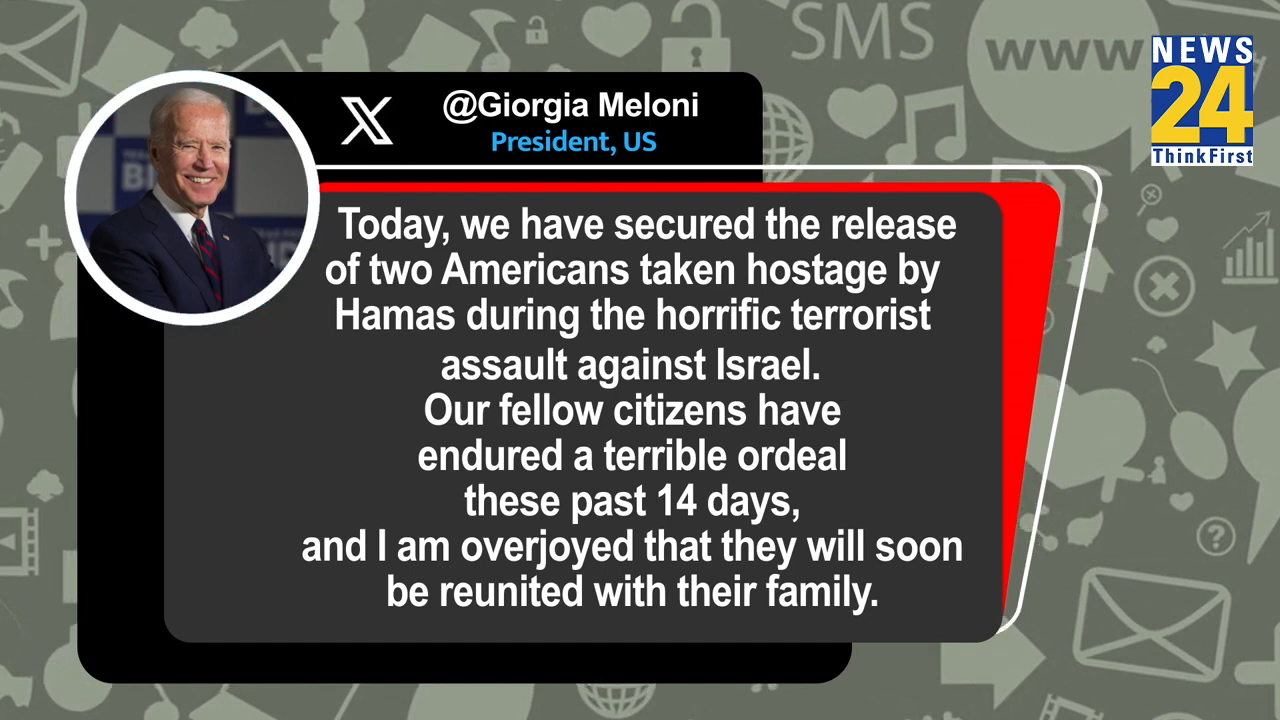 SMS
www
NEWS
24
ThinkFirst
@Giorgia Meloni
President, US
Today, we have secured the release
of two Americans taken hostage by
Hamas during the horrific terrorist
assault against Israel.
Our fellow citizens have
endured a terrible ordeal
these past 14 days,
and I am overjoyed that they will soon
be reunited with their family.